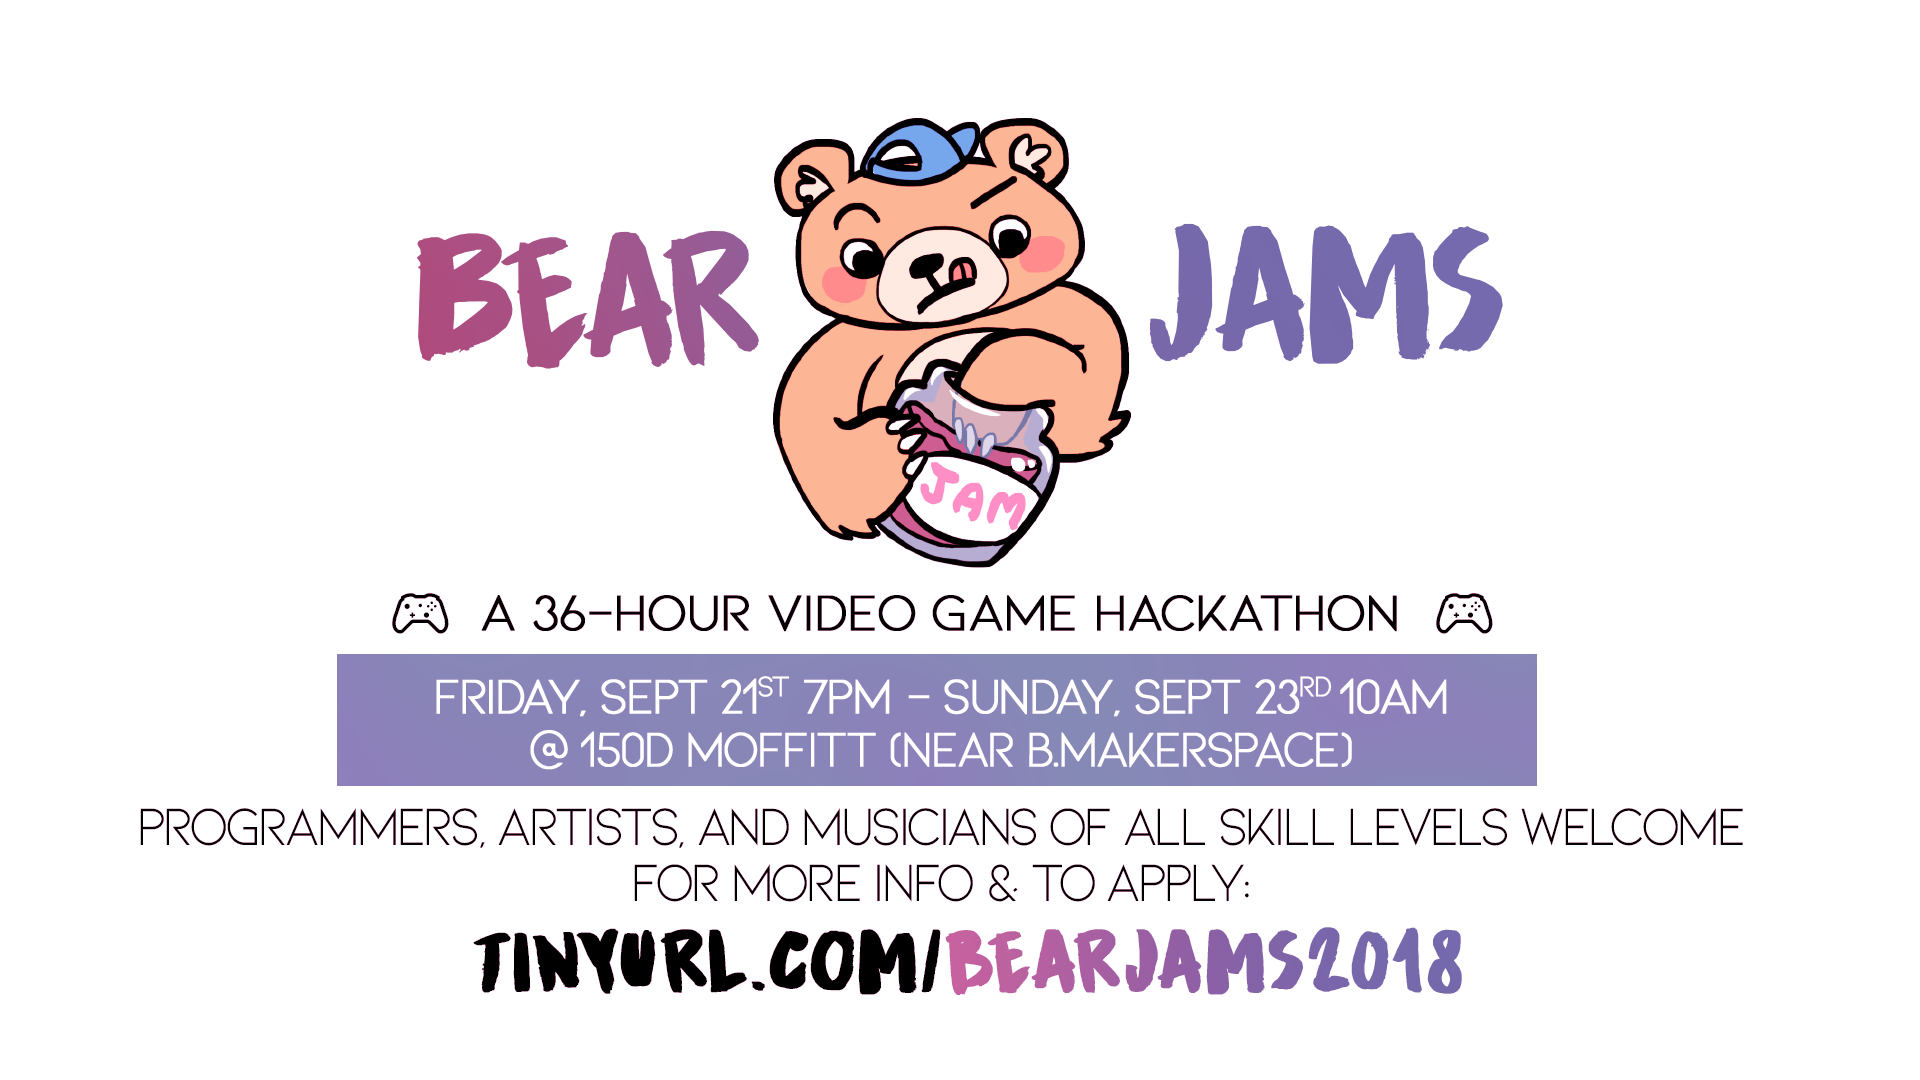 BEAR JAMS
JAM
A 36-HOUR VIDEO GAME HACKATHON
FRIDAY, SEPT 21ST 7PM - SUNDAY, SEPT 23RD 10AM
@ 150D MOFFITT (NEAR B.MAKERSPACE)
PROGRAMMERS, ARTISTS, AND MUSICIANS OF ALL SKILL LEVELS WELCOME
FOR MORE INFO & TO APPLY:
TINYURL.COM/BEARJAMS2018